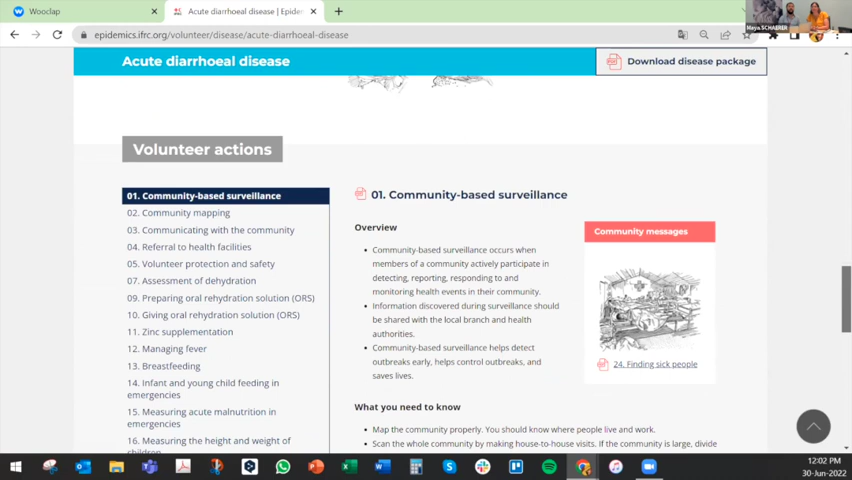 Wooclap
Acute diarrhoeal disease | Epiden
epidemics.ifrc.org/volunteer/disease/acute-diarrhoeal-disease
Maya SCHAERER
Acute diarrhoeal disease
Download disease package
Volunteer actions
01. Community-based surveillance
02. Community mapping
03. Communicating with the community
04. Referral to health facilities
05. Volunteer protection and safety
07. Assessment of dehydration
09. Preparing oral rehydration solution (ORS)
10. Giving oral rehydration solution (ORS)
11. Zinc supplementation
12. Managing fever
13. Breastfeeding
14. Infant and young child feeding in
emergencies
15. Measuring acute malnutrition in
emergencies
16. Measuring the height and weight of
children
01. Community-based surveillance
Overview
Community-based surveillance occurs when
members of a community actively participate in
detecting, reporting, responding to and
monitoring health events in their community.
Information discovered during surveillance should
be shared with the local branch and health
authorities.
Community-based surveillance helps detect
outbreaks early, helps control outbreaks, and
saves lives.
Community messages
24. Finding sick people
What you need to know
Map the community properly. You should know where people live and work.
Scan the whole community by making house-to-house visits. If the community is large, divide
12:02 PM
30-Jun-2022